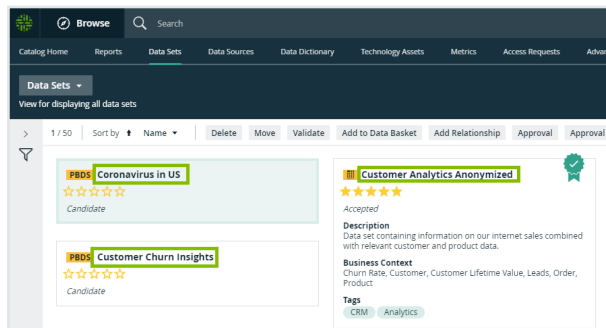 Browse
Search
Catalog Home Reports Data Sets Data Sources Data Dictionary Technology Assets Metrics Access Requests
Data Sets
View for displaying all data sets
1 / 50 Sort by Name Delete Move Validate Add to Data Basket Add Relationship Approval Approval
PBDS Coronavirus in US
Candidate
PBDS Customer Churn Insights
Candidate
Customer Analytics Anonymized
Accepted
Description
Data set containing information on our internet sales combined
with relevant customer and product data.
Business Context
Churn Rate, Customer, Customer Lifetime Value, Leads, Order,
Product
Tags
CRM Analytics